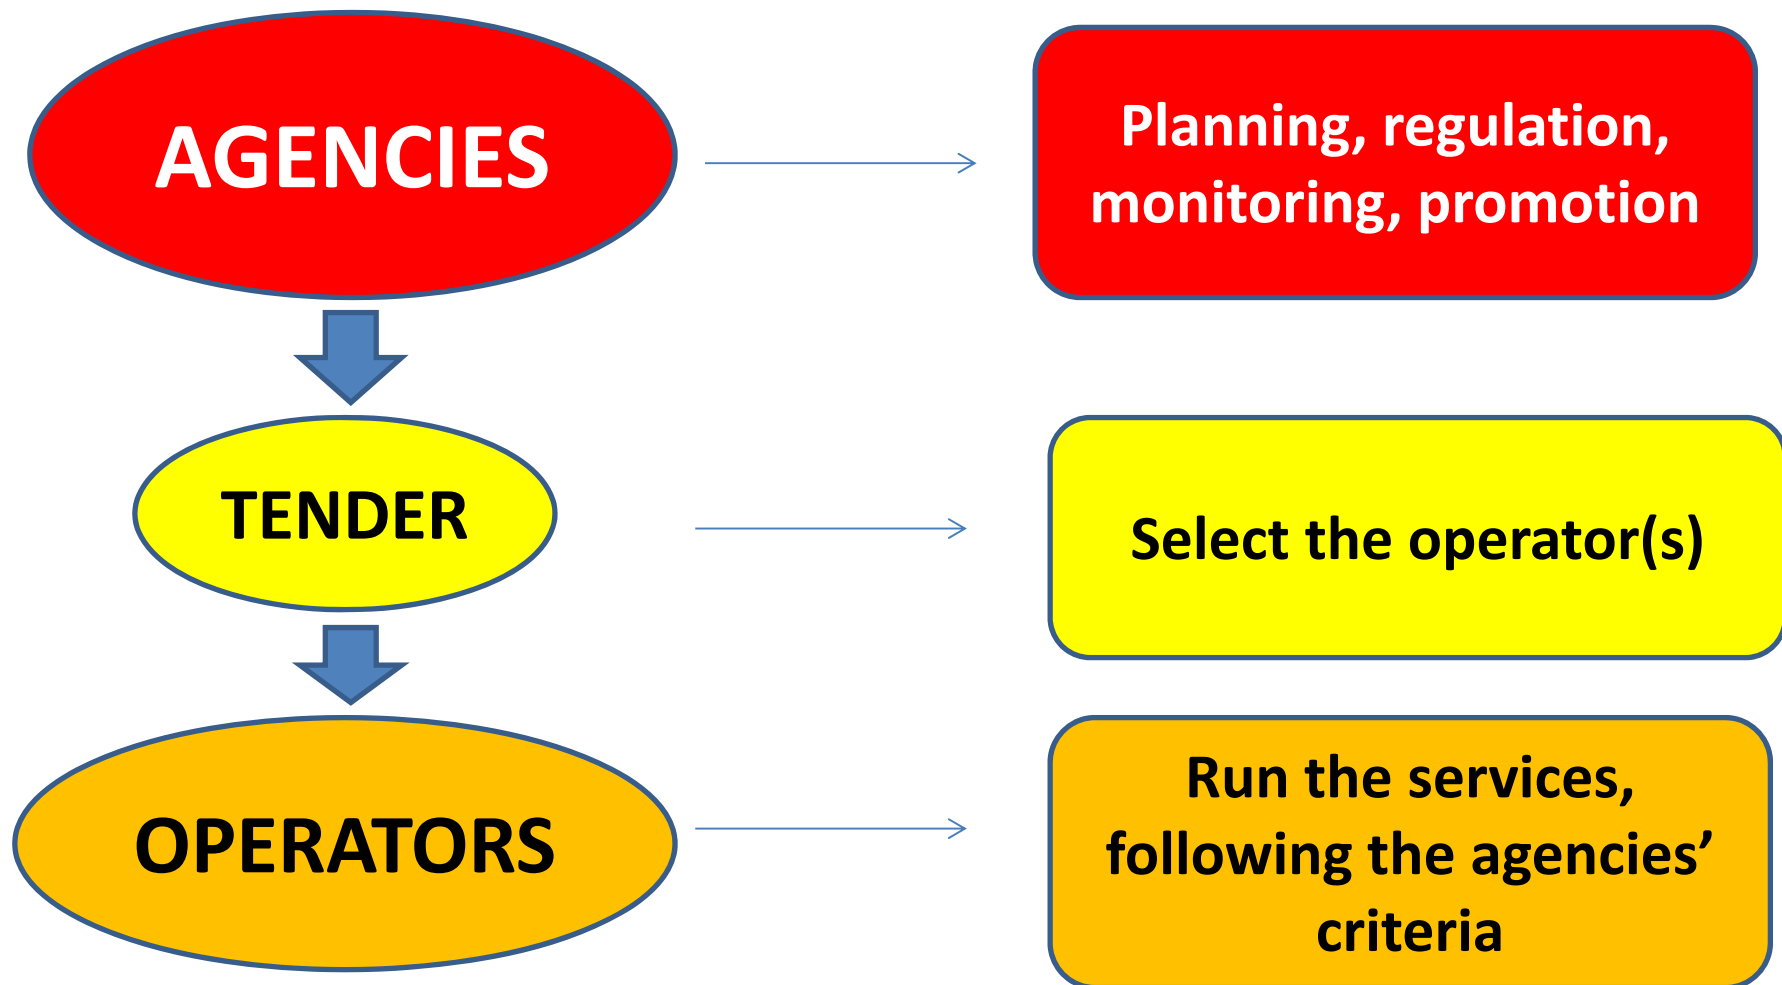 AGENCIES
Planning, regulation,
monitoring, promotion
TENDER
Select the operator(s)
OPERATORS
Run the services,
following the agencies’
criteria